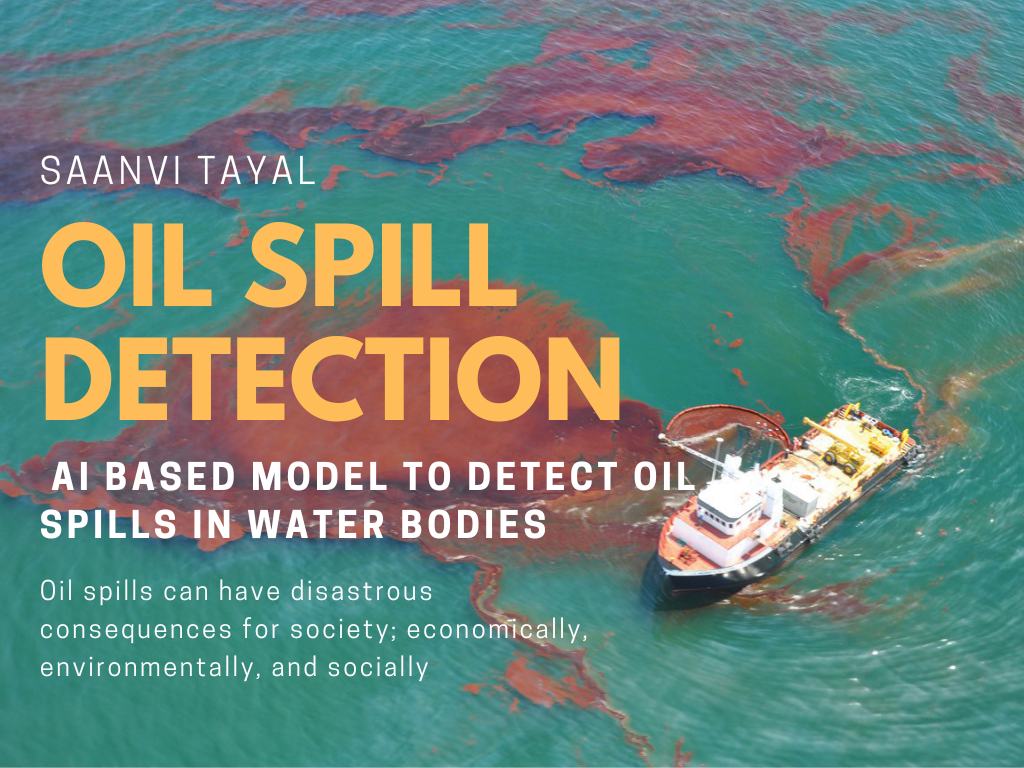 SAANVI TAYAL
OIL SPILL
DETECTION
AI BASED MODEL TO DETECT OIL
SPILLS IN WATER BODIES
Oil spills can have disastrous
consequences for society; economically,
environmentally, and socially